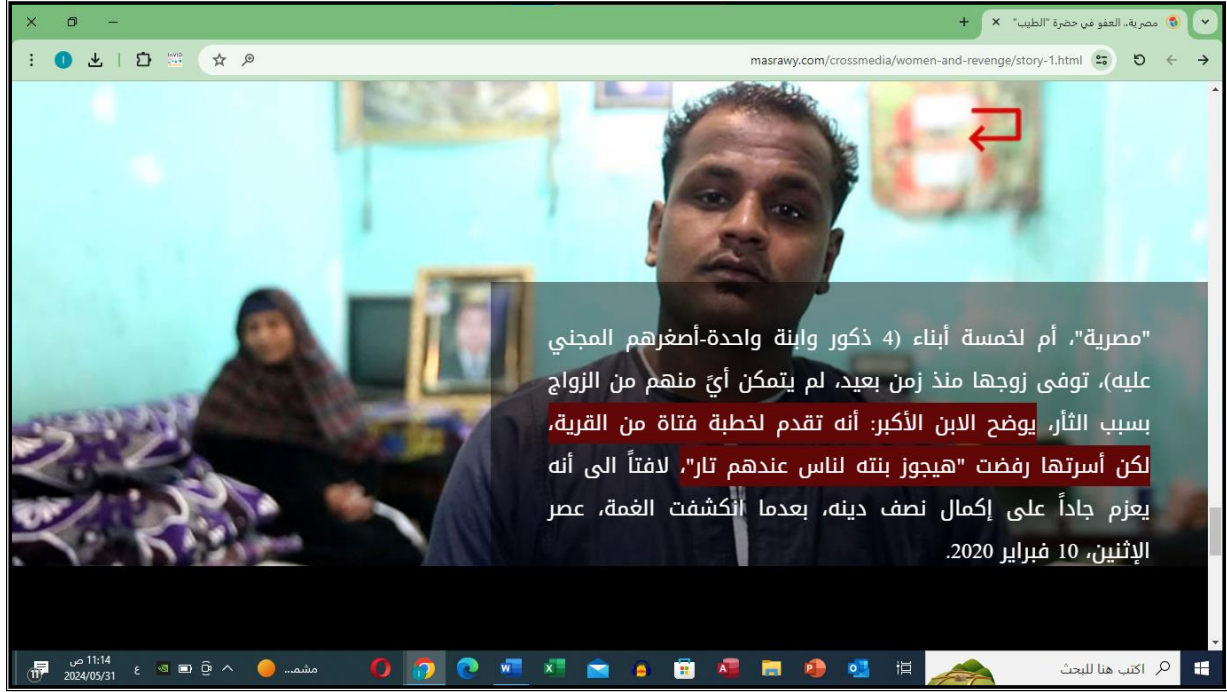 مصرية.. العفو في حضرة "الطيب"
masrawy.com/crossmedia/women-and-revenge/story-1.html
"مصرية"، أم لخمسة أبناء (4 ذكور وابنة واحدة-أصغرهم المجني
عليه)، توفى زوجها منذ زمن بعيد، لم يتمكن أيً منهم من الزواج
بسبب الثأر، يوضح الابن الأكبر: أنه تقدم لخطبة فتاة من القرية،
لكن أسرتها رفضت "هيجوز بنته لناس عندهم تار"، لافتاً الى أنه
يعزم جاداً على إكمال نصف دينه، بعدما انكشفت الغمة، عصر
الإثنين، 10 فبراير 2020.
اكتب هنا للبحث
مشمـ...
ع
11:14 ص
2024/05/31